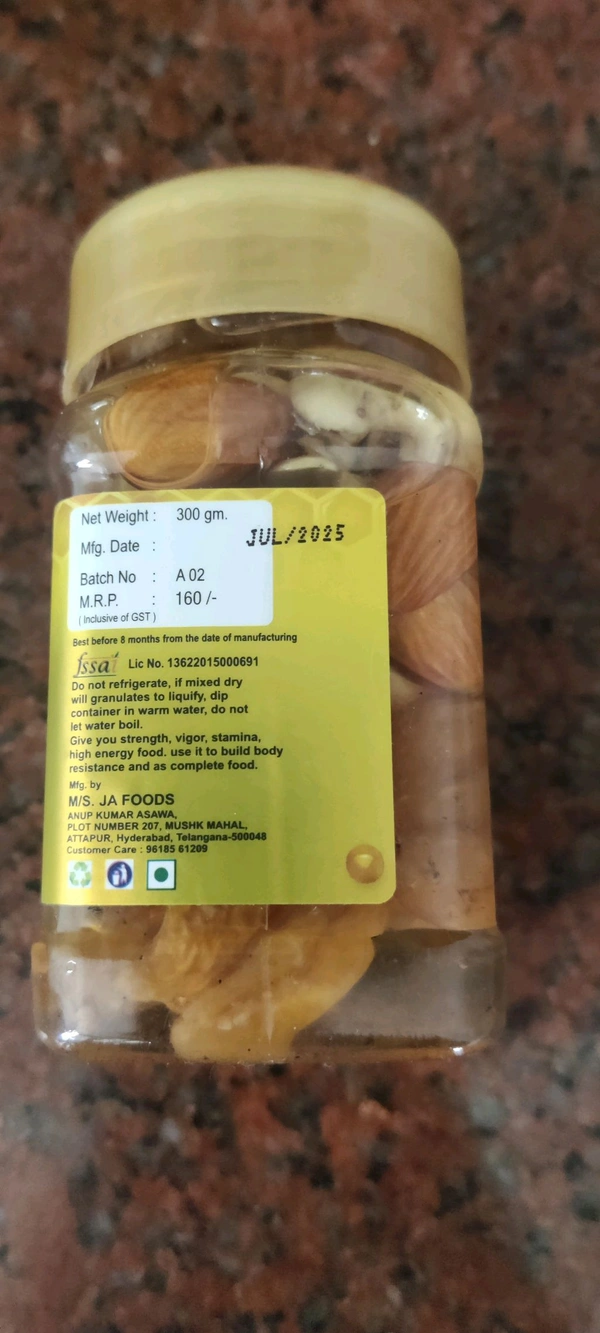 Net Weight : 300 gm.
Mfg. Date : JUL/2025
Batch No : A 02
M.R.P. : 160 /-
( Inclusive of GST )
Best before 8 months from the date of manufacturing
fssai Lic No. 13622015000691
Do not refrigerate, if mixed dry
will granulates to liquify, dip
container in warm water, do not
let water boil.
Give you strength, vigor, stamina,
high energy food. use it to build body
resistance and as complete food.
Mfg. by
M/S. JA FOODS
ANUP KUMAR ASAWA,
PLOT NUMBER 207, MUSHK MAHAL,
ATTAPUR, Hyderabad, Telangana-500048
Customer Care : 96185 61209